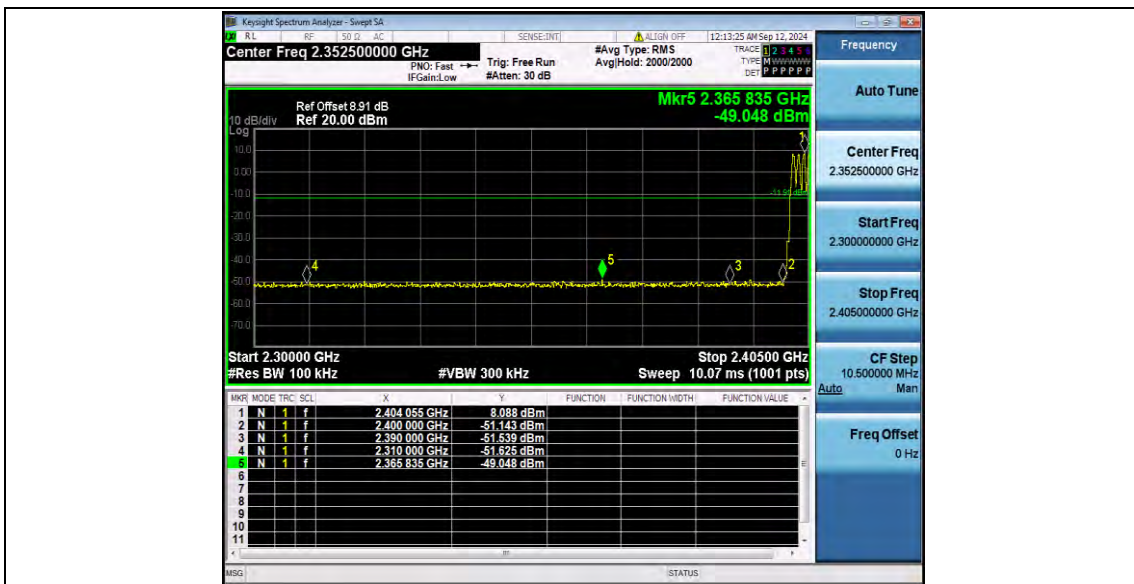 Keysight Spectrum Analyzer - Swept SA
RL RF 50 Ω AC SENSE:INT ALIGN OFF 12:13:25 AM Sep 12, 2024
Center Freq 2.352500000 GHz
PNO: Fast
IFGain:Low
Trig: Free Run
#Atten: 30 dB
#Avg Type: RMS
Avg|Hold: 2000/2000
TRACE 1 2 3 4 5 6
TYPE M W W W W W
DET P P P P P P
Ref Offset 8.91 dB
Ref 20.00 dBm
10 dB/div
Log
Mkr5 2.365 835 GHz
-49.048 dBm
10.0
0.00
-10.0
-20.0
-30.0
-40.0
-50.0
-60.0
-70.0
1
4
5
3
2
Start 2.30000 GHz Stop 2.40500 GHz
#Res BW 100 kHz #VBW 300 kHz Sweep 10.07 ms (1001 pts)
MKR MODE TRC SCL X Y FUNCTION FUNCTION WIDTH FUNCTION VALUE
1 N 1 f 2.404 055 GHz 8.088 dBm
2 N 1 f 2.400 000 GHz -51.143 dBm
3 N 1 f 2.390 000 GHz -51.539 dBm
4 N 1 f 2.310 000 GHz -51.625 dBm
5 N 1 f 2.365 835 GHz -49.048 dBm
6
7
8
9
10
11
MSG STATUS
Frequency
Auto Tune
Center Freq
2.352500000 GHz
Start Freq
2.300000000 GHz
Stop Freq
2.405000000 GHz
CF Step
10.500000 MHz
Auto Man
Freq Offset
0 Hz